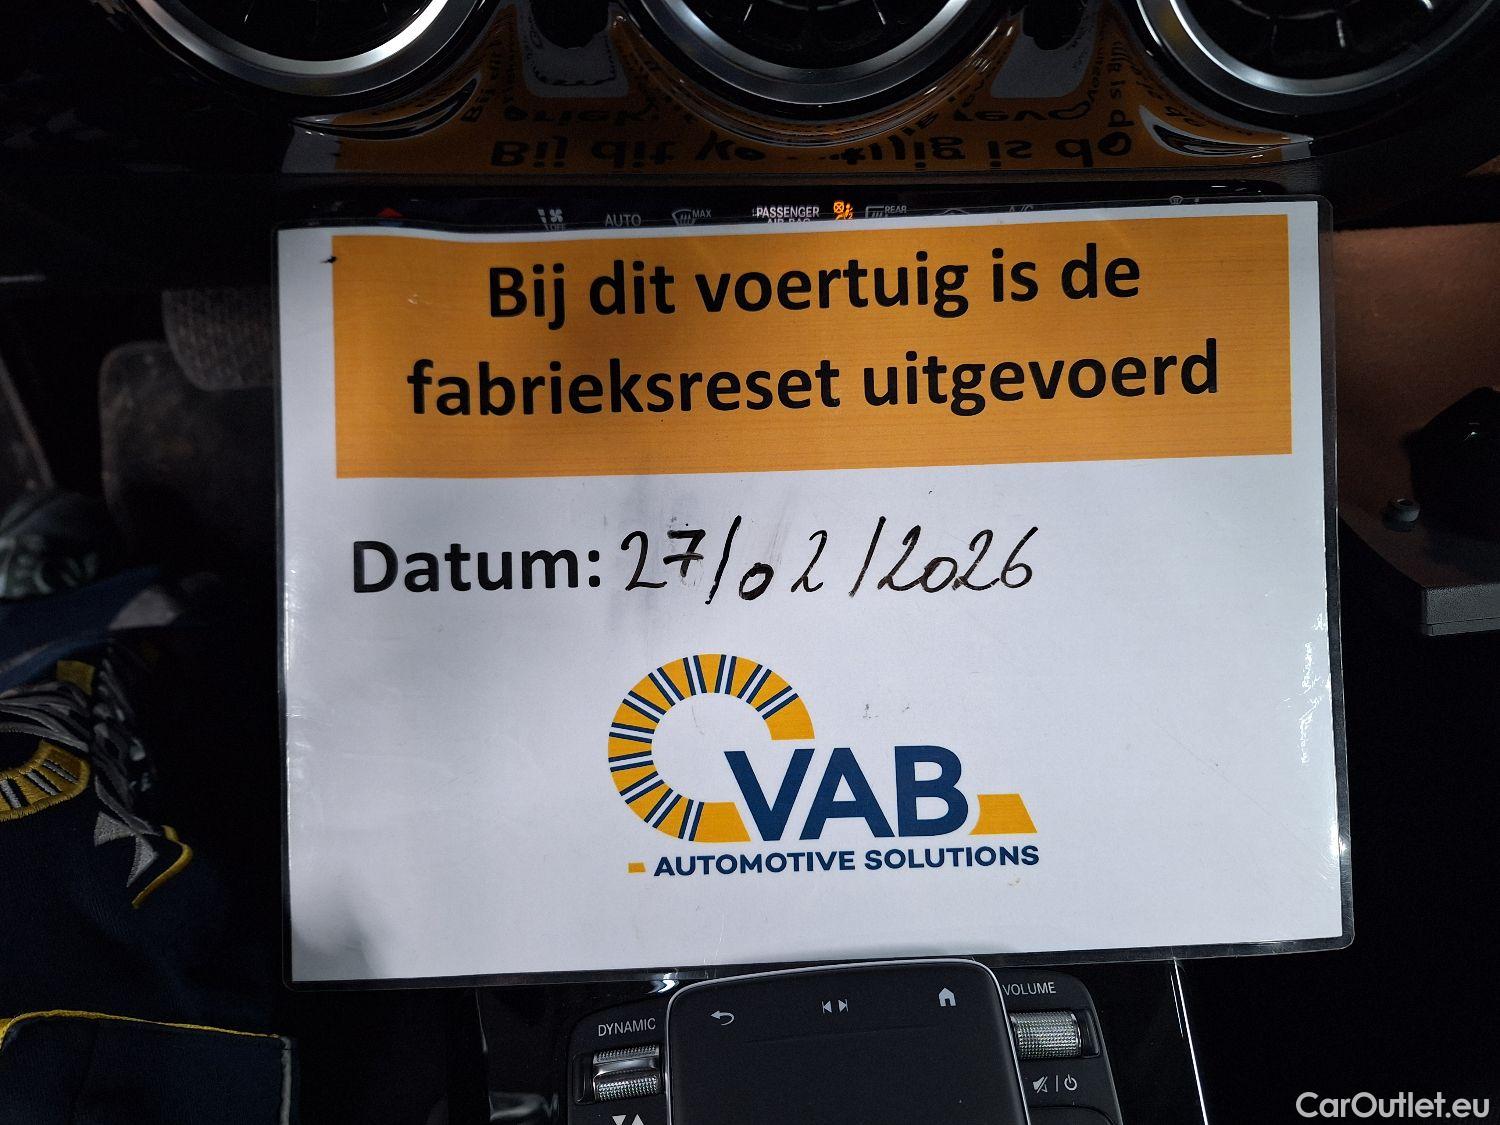 OFF AUTO MAX PASSENGER REAR
Bij dit voertuig is de
fabrieksreset uitgevoerd
Datum: 27/02/2026
VAB
AUTOMOTIVE SOLUTIONS
VOLUME
DYNAMIC
CarOutlet.eu